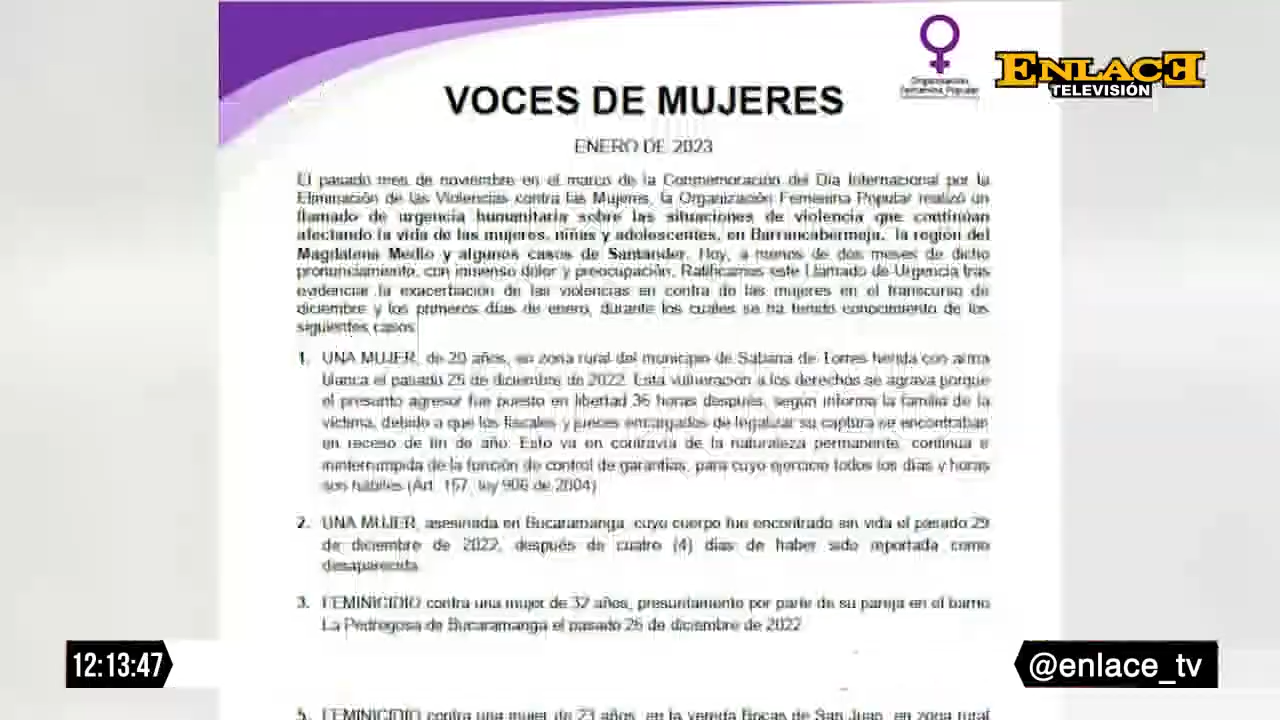 ENLACE
TELEVISIÓN
Organización
Femenina Popular
VOCES DE MUJERES
ENERO DE 2023
El pasado mes de noviembre en el marco de la Conmemoración del Día Internacional por la
Eliminación de las Violencias contra las Mujeres, la Organización Femenina Popular realizó un
llamado de urgencia humanitaria sobre las situaciones de violencia que continúan
afectando la vida de las mujeres, niñas y adolescentes, en Barrancabermeja, la región del
Magdalena Medio y algunos casos de Santander. Hoy, a menos de dos meses de dicho
pronunciamiento, con inmenso dolor y preocupación, Ratificamos este Llamado de Urgencia tras
evidenciar la exacerbación de las violencias en contra de las mujeres en el transcurso de
diciembre y los primeros días de enero, durante los cuales se ha tenido conocimiento de los
siguientes casos
1. UNA MUJER, de 20 años, en zona rural del municipio de Sabana de Torres herida con arma
blanca el pasado 25 de diciembre de 2022. Esta vulneración a los derechos se agrava porque
el presunto agresor fue puesto en libertad 36 horas después, según informa la familia de la
víctima, debido a que los fiscales y jueces encargados de legalizar su captura se encontraban
en receso de fin de año. Esto va en contravía de la naturaleza permanente, continua e
ininterrumpida de la función de control de garantías, para cuyo ejercicio todos los días y horas
son hábiles (Art. 157, ley 906 de 2004)
2. UNA MUJER, asesinada en Bucaramanga, cuyo cuerpo fue encontrado sin vida el pasado 29
de diciembre de 2022, después de cuatro (4) días de haber sido reportada como
desaparecida
3. FEMINICIDIO contra una mujer de 32 años, presuntamente por parte de su pareja en el barrio
La Pedregosa de Bucaramanga el pasado 26 de diciembre de 2022
5. FEMINICIDIO contra una mujer de 23 años, en la vereda Bocas de San Juan, en zona rural
12:13:47
@enlace_tv